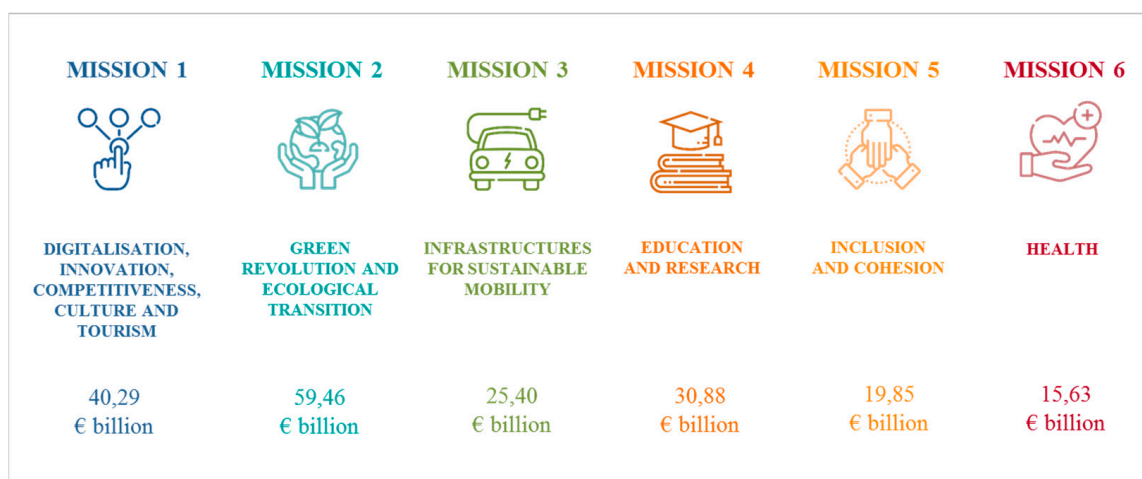 MISSION 1
DIGITALISATION,
INNOVATION,
COMPETITIVENESS,
CULTURE AND
TOURISM
40,29
€ billion
MISSION 2
GREEN
REVOLUTION AND
ECOLOGICAL
TRANSITION
59,46
€ billion
MISSION 3
INFRASTRUCTURES
FOR SUSTAINABLE
MOBILITY
25,40
€ billion
MISSION 4
EDUCATION
AND RESEARCH
30,88
€ billion
MISSION 5
INCLUSION
AND COHESION
19,85
€ billion
MISSION 6
HEALTH
15,63
€ billion